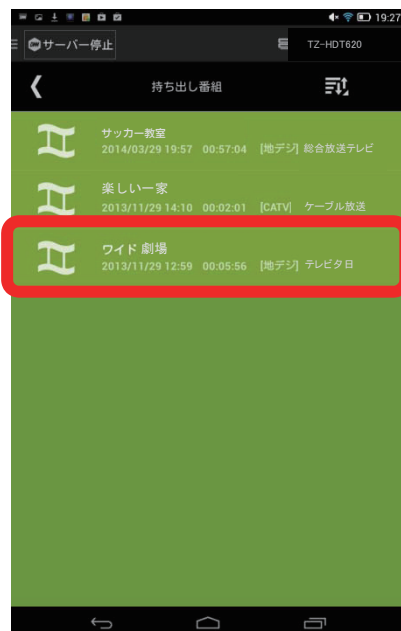 19:27
サーバー停止
TZ-HDT620
持ち出し番組
サッカー教室
2014/03/29 19:57 00:57:04 [地デジ] 総合放送テレビ
楽しい一家
2013/11/29 14:10 00:02:01 [CATV] ケーブル放送
ワイド 劇場
2013/11/29 12:59 00:05:56 [地デジ] テレビタ日